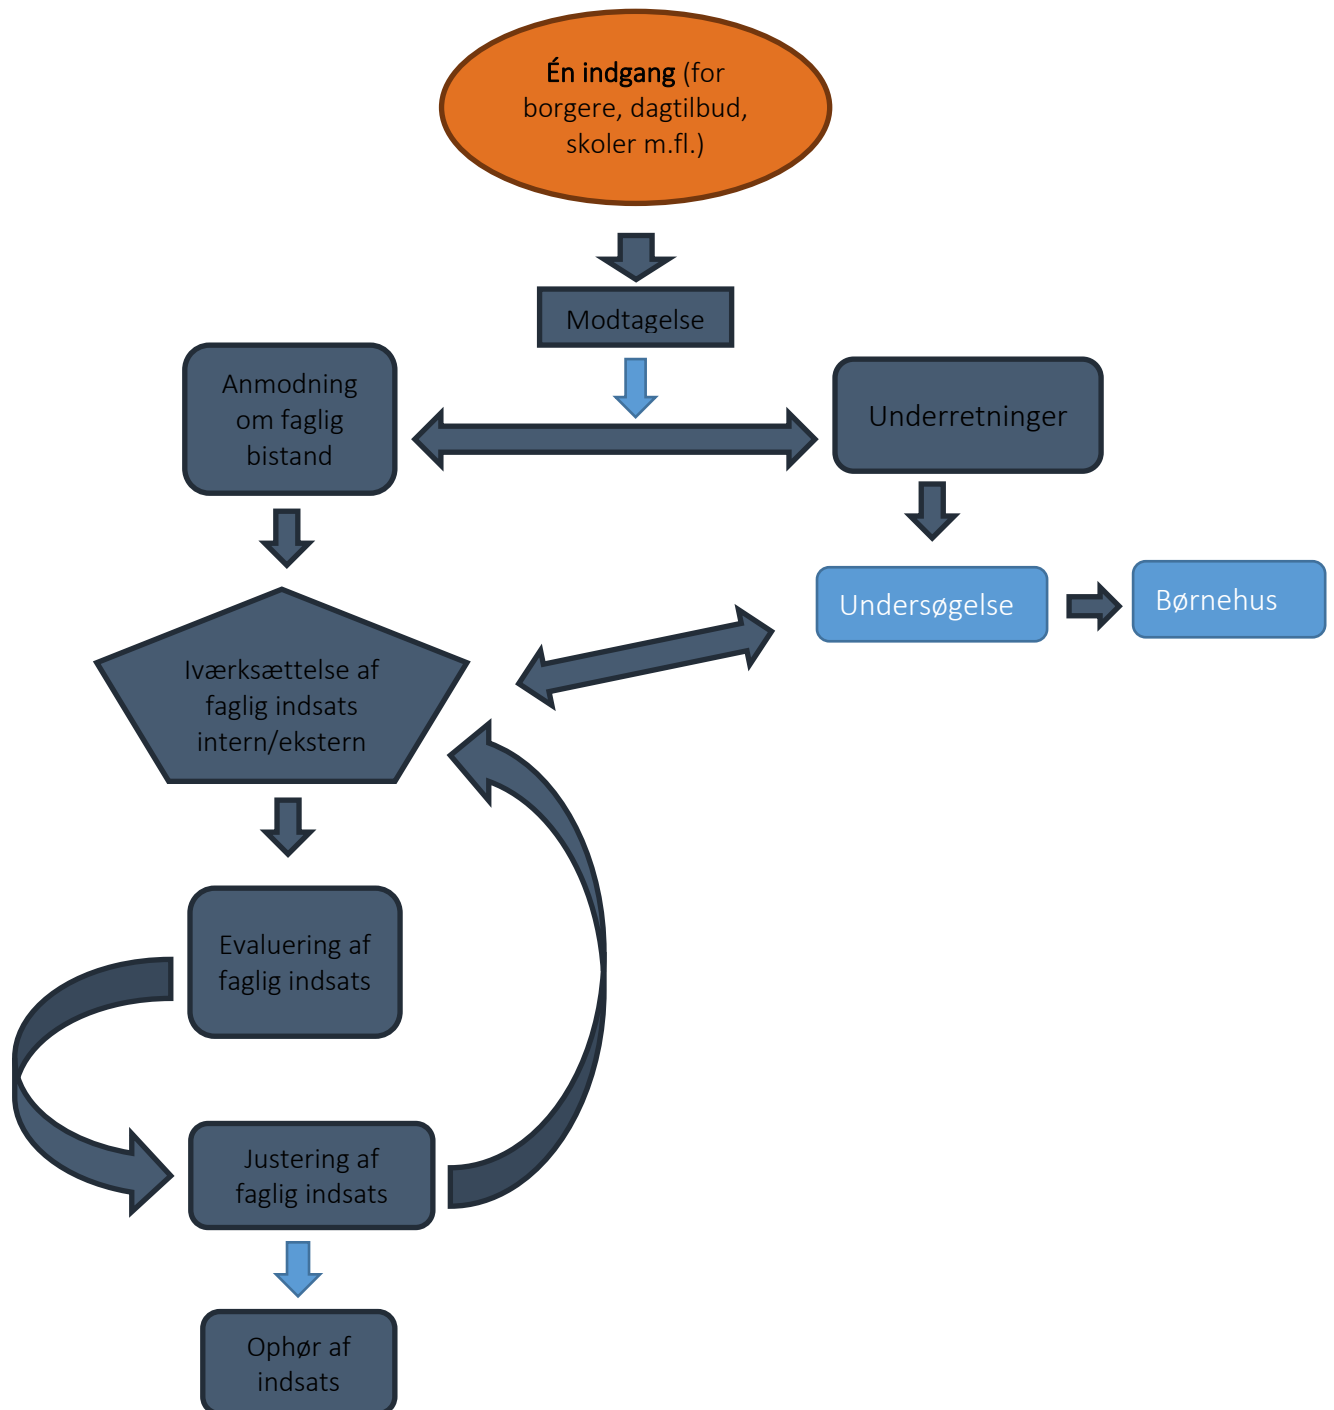 Én indgang (for
borgere, dagtilbud,
skoler m.fl.)
Modtagelse
Anmodning
om faglig
bistand
Underretninger
Undersøgelse
Børnehus
Iværksættelse af
faglig indsats
intern/ekstern
Evaluering af
faglig indsats
Justering af
faglig indsats
Ophør af
indsats